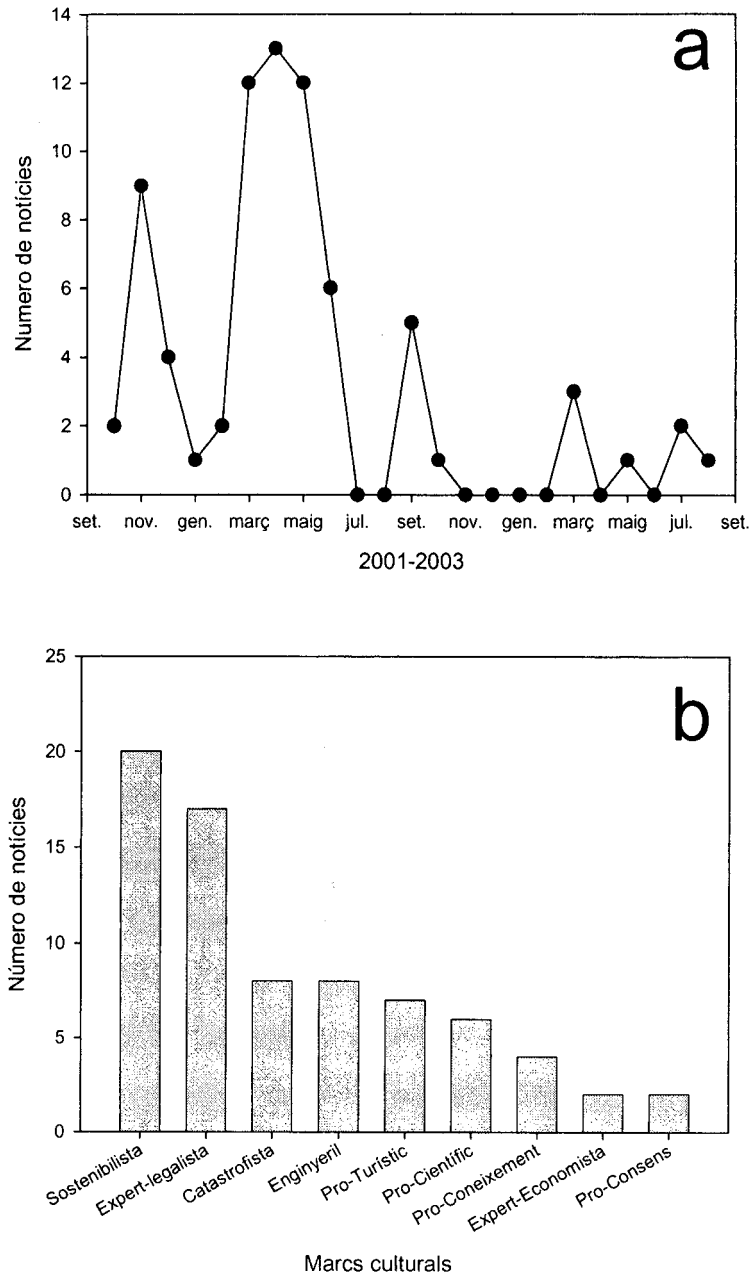 a
14
12
10
8
6
4
2
0
Numero de notícies
set. nov. gen. març maig jul. set. nov. gen. març maig jul. set.
2001-2003
b
25
20
15
10
5
0
Número de notícies
Sostenibilista
Expert-legalista
Catastrofista
Enginyeril
Pro-Turístic
Pro-Científic
Pro-Coneixement
Expert-Economista
Pro-Consens
Marcs culturals